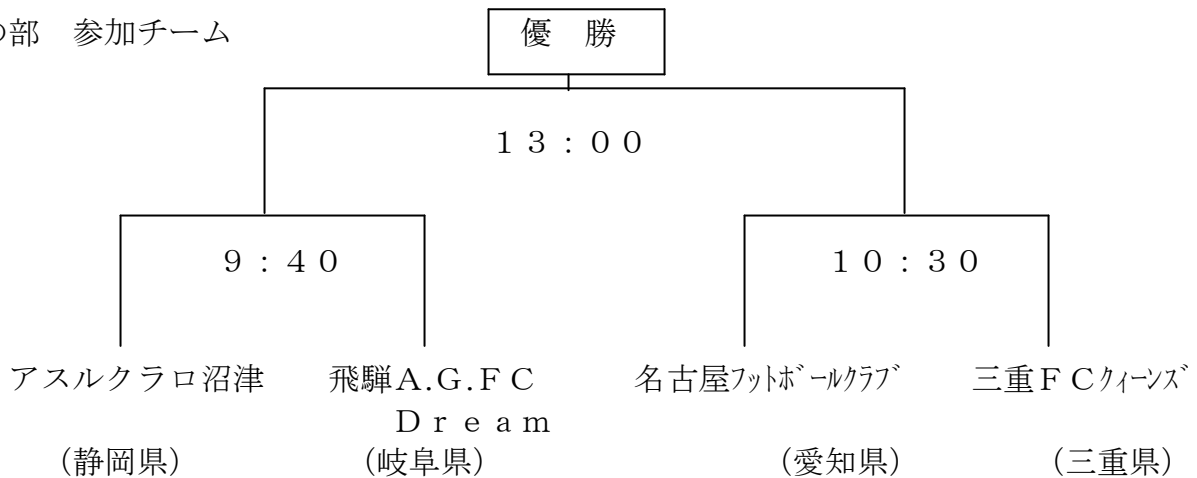 の部　参加チーム
優　勝
１３：００
９：４０
１０：３０
アスルクラロ沼津　飛騨Ａ.Ｇ.ＦＣ　名古屋ﾌｯﾄﾎﾞｰﾙｸﾗﾌﾞ　三重ＦＣｸｨｰﾝｽﾞ
Ｄｒｅａｍ
（静岡県）　（岐阜県）　（愛知県）　（三重県）